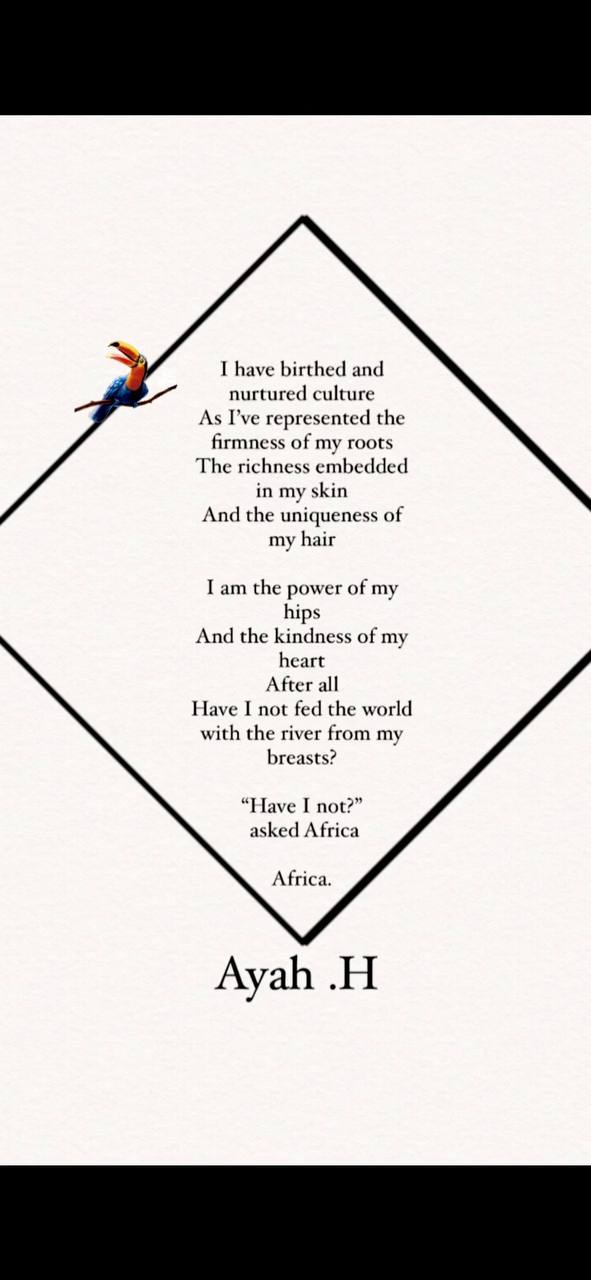 I have birthed and
nurtured culture
As I’ve represented the
firmness of my roots
The richness embedded
in my skin
And the uniqueness of
my hair
I am the power of my
hips
And the kindness of my
heart
After all
Have I not fed the world
with the river from my
breasts?
“Have I not?”
asked Africa
Africa.
Ayah .H